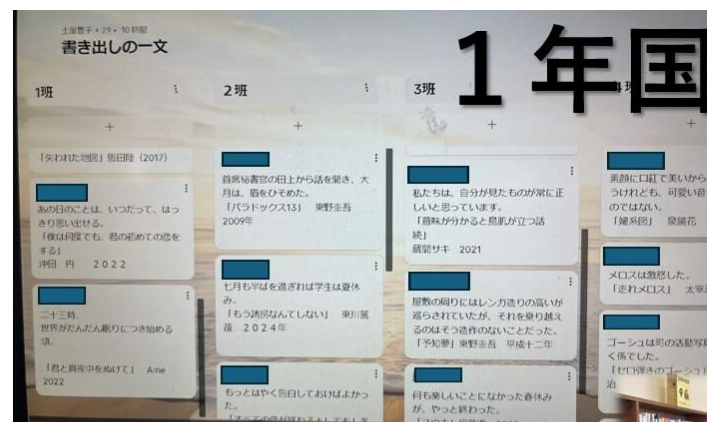 土屋豊子 + 29 • 10 時間
書き出しの一文
1年国
1班
2班
3班
4班
「失われた地図」恩田陸（2017）
あの日のことは、いつだって、はっ
きり思い出せる。
「僕は何度でも、君の初めての恋を
する」
沖田 円 2022
二十三時。
世界がだんだん眠りにつき始める
頃。
「君と真夜中をぬけて」 Ame
2022
首席秘書官の田上から話を聞き、大
月は、眉をひそめた。
「パラドックス13」 東野圭吾
2009年
七月も半ばを過ぎれば学生は夏休
み。
「もう誘拐なんてしない」 東川篤
哉 2024年
もっとはやく告白しておけばよかっ
た。
私たちは、自分が見たものが常に正
しいと思っています。
「意味が分かると鳥肌が立つ話
続」
蔵間サキ 2021
屋敷の周りにはレンガ造りの高いが
巡らされていたが、それを乗り越え
るのはそう造作のないことだった。
「予知夢」東野圭吾 平成十二年
何も楽しいことになかった春休み
が、やっと終わった。
素顔に口紅で美いから
うけれども、可愛い音
のではない。
「婦系図」 泉鏡花
メロスは激怒した。
「走れメロス」 太宰
ゴーシュは町の活動写真
く係でした。
「セロ弾きのゴーシュ」
治